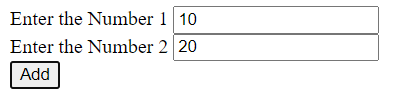 Enter the Number 1 10
Enter the Number 2 20
Add